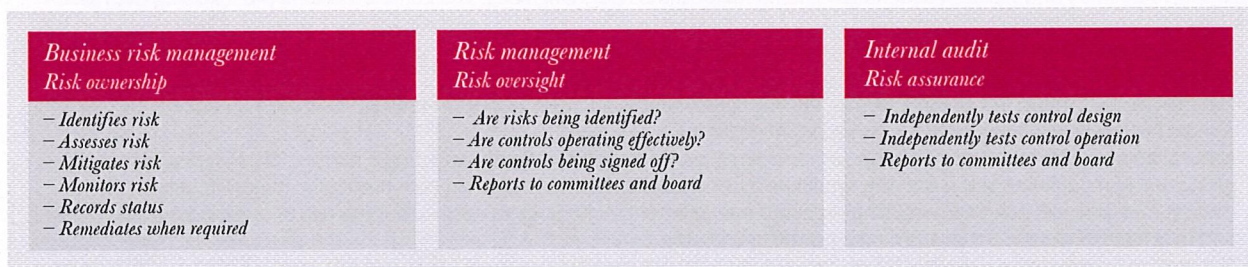 Business risk management
Risk ownership
– Identifies risk
– Assesses risk
– Mitigates risk
– Monitors risk
– Records status
– Remediates when required
Risk management
Risk oversight
– Are risks being identified?
– Are controls operating effectively?
– Are controls being signed off?
– Reports to committees and board
Internal audit
Risk assurance
– Independently tests control design
– Independently tests control operation
– Reports to committees and board